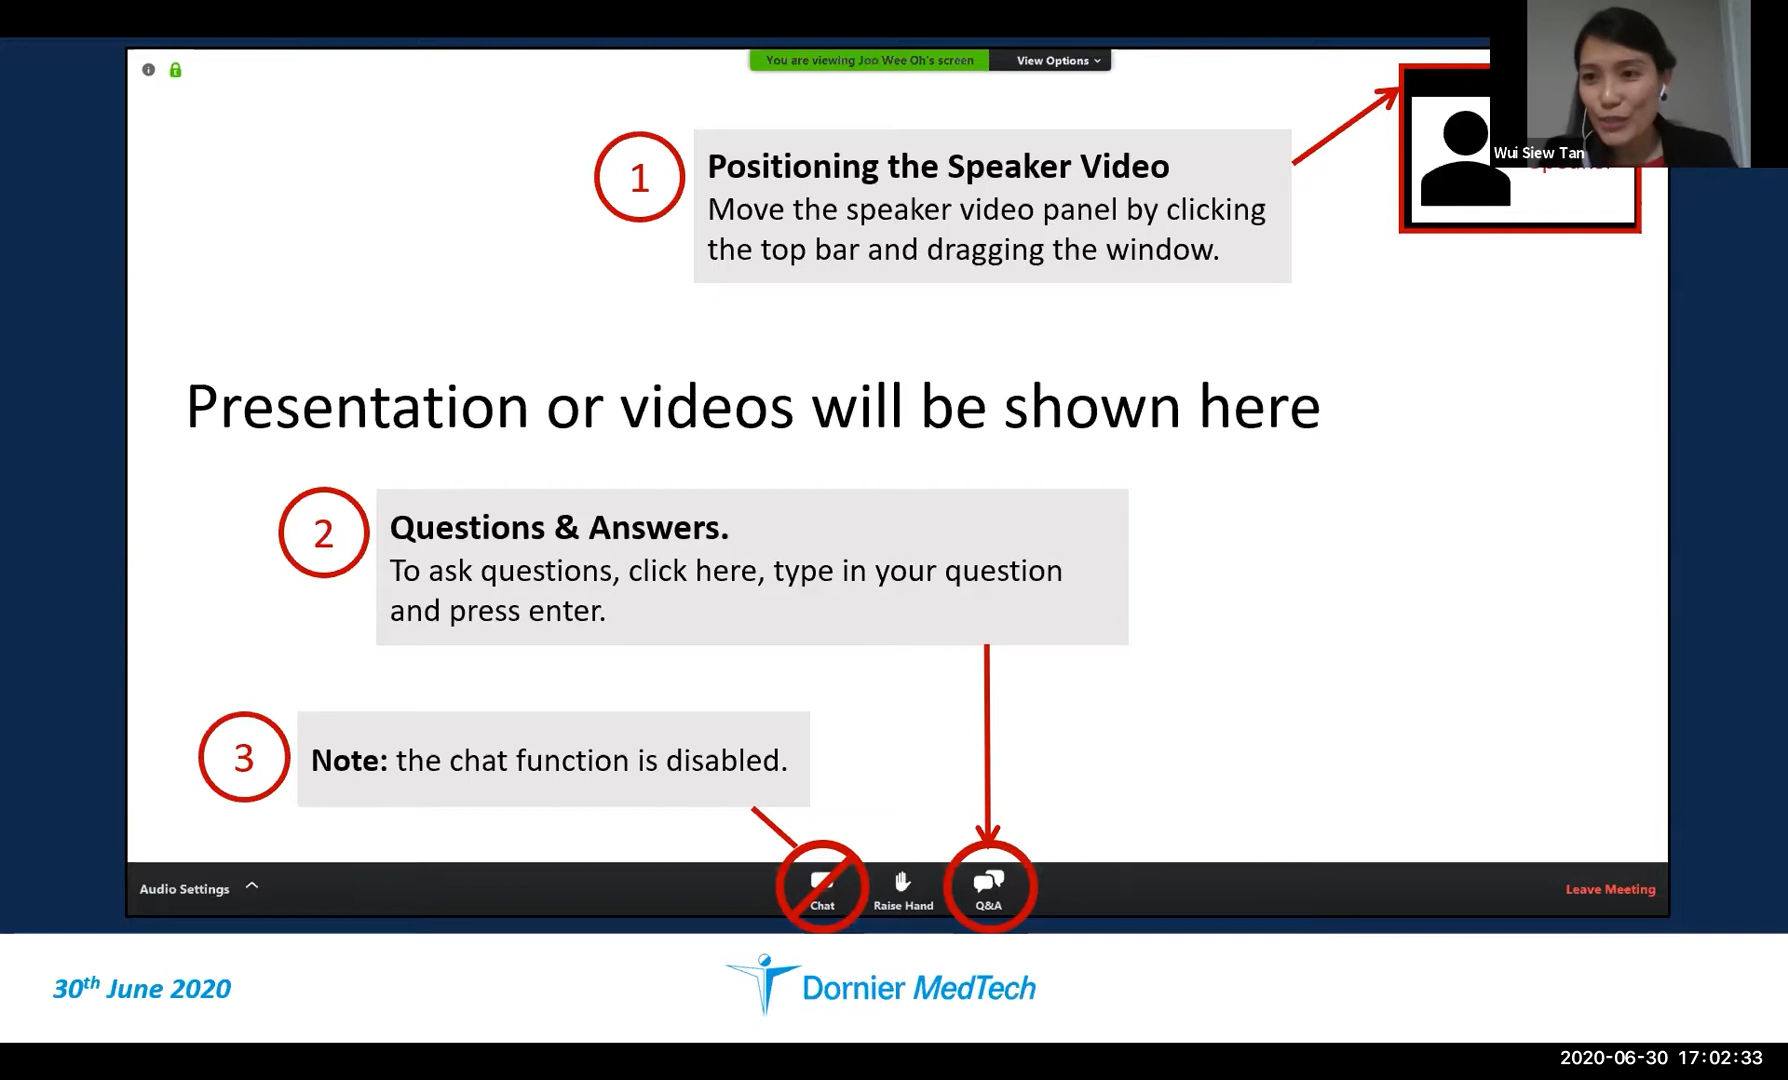 You are viewing Joo Wee Oh's screen
View Options
1
Positioning the Speaker Video
Move the speaker video panel by clicking
the top bar and dragging the window.
Wui Siew Tan
Presentation or videos will be shown here
2
Questions & Answers.
To ask questions, click here, type in your question
and press enter.
3
Note: the chat function is disabled.
Audio Settings
Chat
Raise Hand
Q&A
Leave Meeting
30th June 2020
Dornier MedTech
2020-06-30 17:02:33